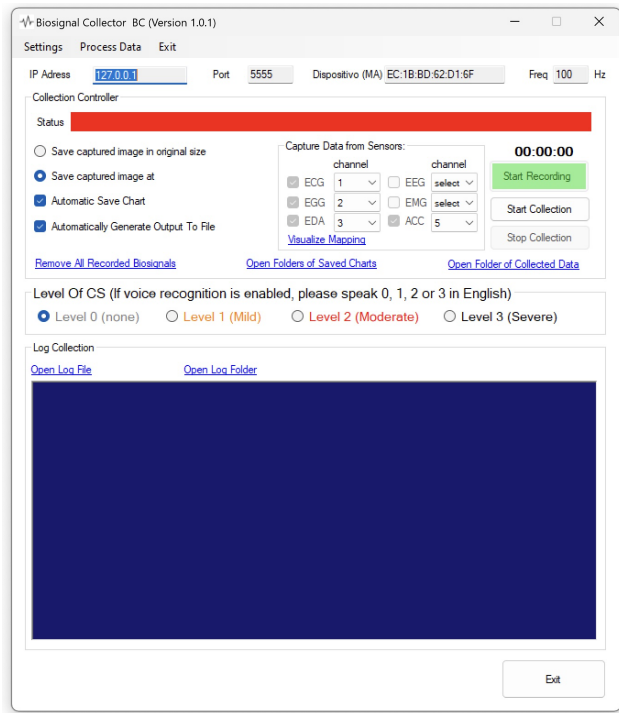 Biosignal Collector BC (Version 1.0.1)
Settings Process Data Exit
IP Adress 127.0.0.1 Port 5555 Dispositivo (MA) EC:1B:BD:62:D1:6F Freq 100 Hz
Collection Controller
Status
Save captured image in original size
Save captured image at
Automatic Save Chart
Automatically Generate Output To File
Capture Data from Sensors:
channel channel
ECG 1 EEG select
EGG 2 EMG select
EDA 3 ACC 5
Visualize Mapping
00:00:00
Start Recording
Start Collection
Stop Collection
Remove All Recorded Biosignals Open Folders of Saved Charts Open Folder of Collected Data
Level Of CS (If voice recognition is enabled, please speak 0, 1, 2 or 3 in English)
Level 0 (none) Level 1 (Mild) Level 2 (Moderate) Level 3 (Severe)
Log Collection
Open Log File Open Log Folder
Exit